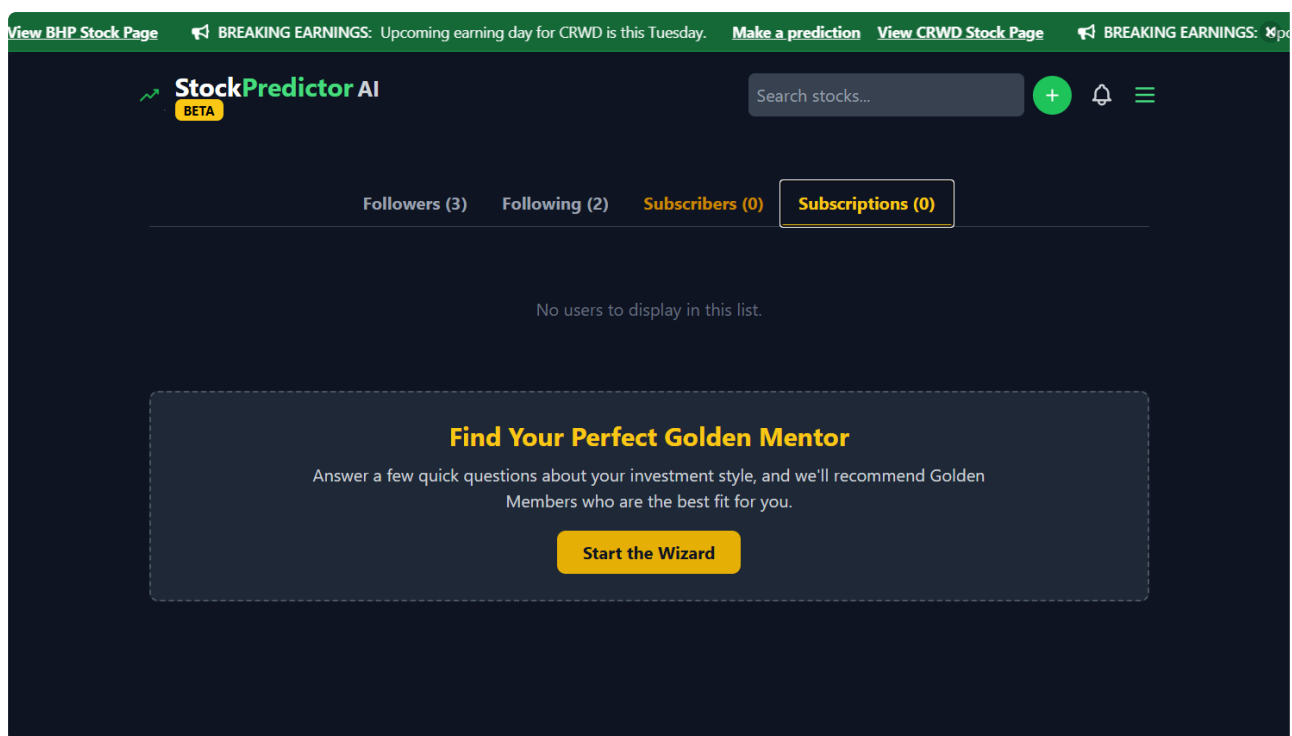 View BHP Stock Page BREAKING EARNINGS: Upcoming earning day for CRWD is this Tuesday. Make a prediction View CRWD Stock Page BREAKING EARNINGS:
StockPredictor AI
BETA
Search stocks...
Followers (3) Following (2) Subscribers (0) Subscriptions (0)
No users to display in this list.
Find Your Perfect Golden Mentor
Answer a few quick questions about your investment style, and we'll recommend Golden
Members who are the best fit for you.
Start the Wizard